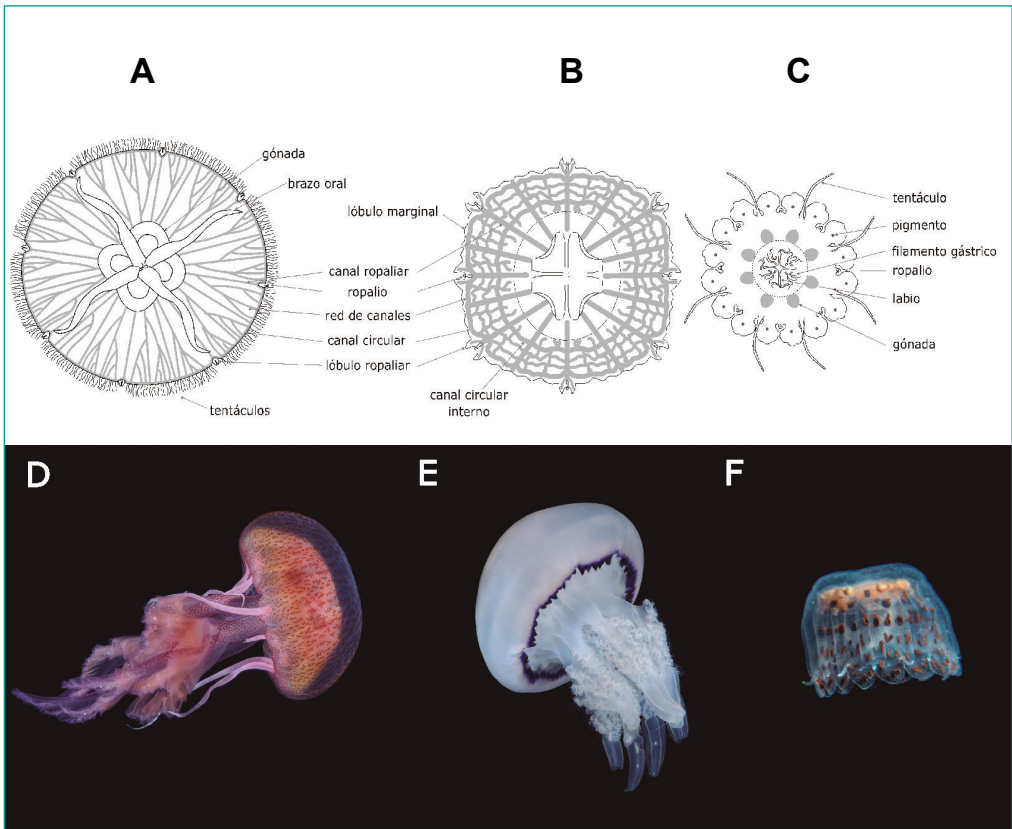 A
B
C
gónada
brazo oral
canal ropaliar
ropalio
red de canales
canal circular
lóbulo ropaliar
tentáculos
lóbulo marginal
canal circular
interno
tentáculo
pigmento
filamento gástrico
ropalio
labio
gónada
D
E
F